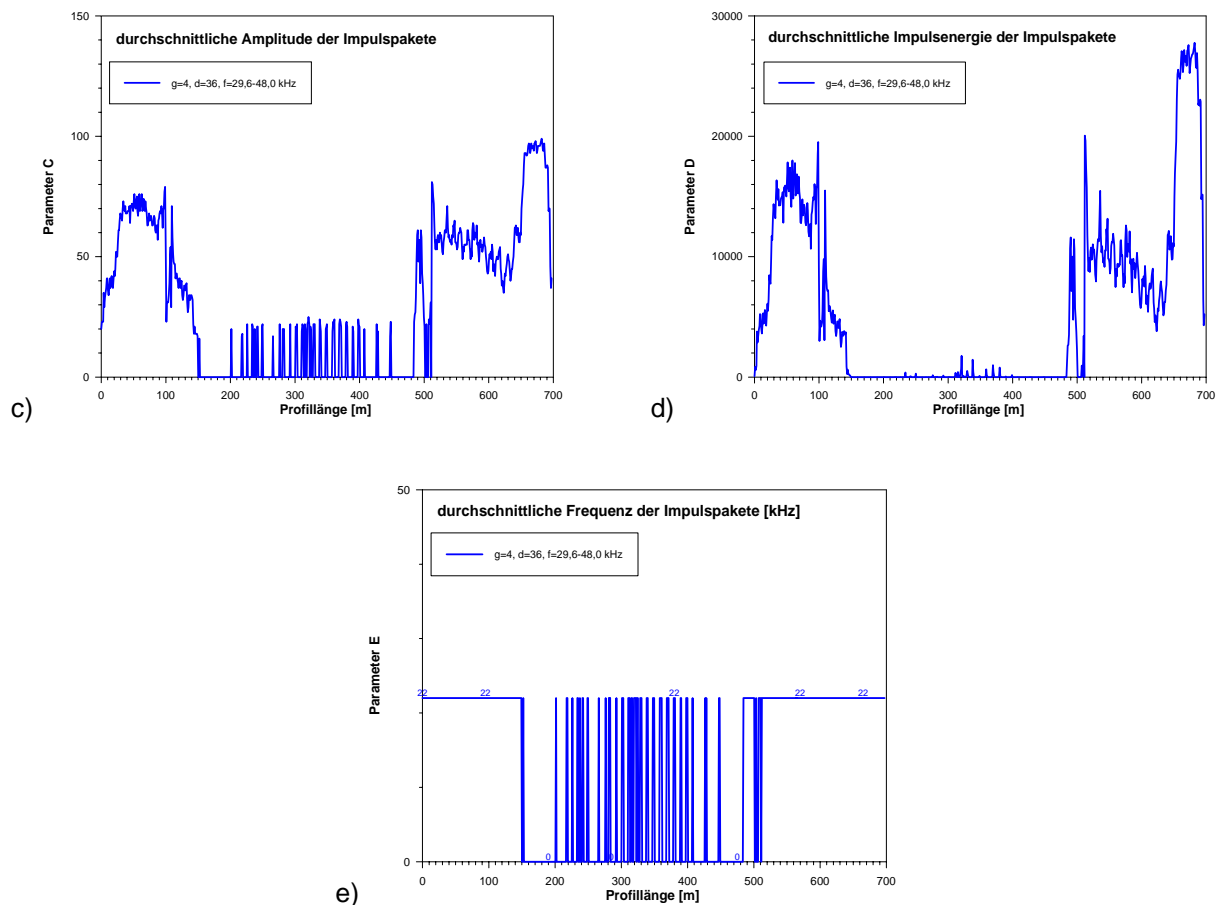 150
durchschnittliche Amplitude der Impulspakete
g=4, d=36, f=29,6-48,0 kHz
100
Parameter C
50
0
0 100 200 300 400 500 600 700
Profillänge [m]
c)
30000
durchschnittliche Impulsenergie der Impulspakete
g=4, d=36, f=29,6-48,0 kHz
20000
Parameter D
10000
0
0 100 200 300 400 500 600 700
Profillänge [m]
d)
50
durchschnittliche Frequenz der Impulspakete [kHz]
g=4, d=36, f=29,6-48,0 kHz
Parameter E
22 22 22 22 22
0 0 0
0
0 100 200 300 400 500 600 700
Profillänge [m]
e)